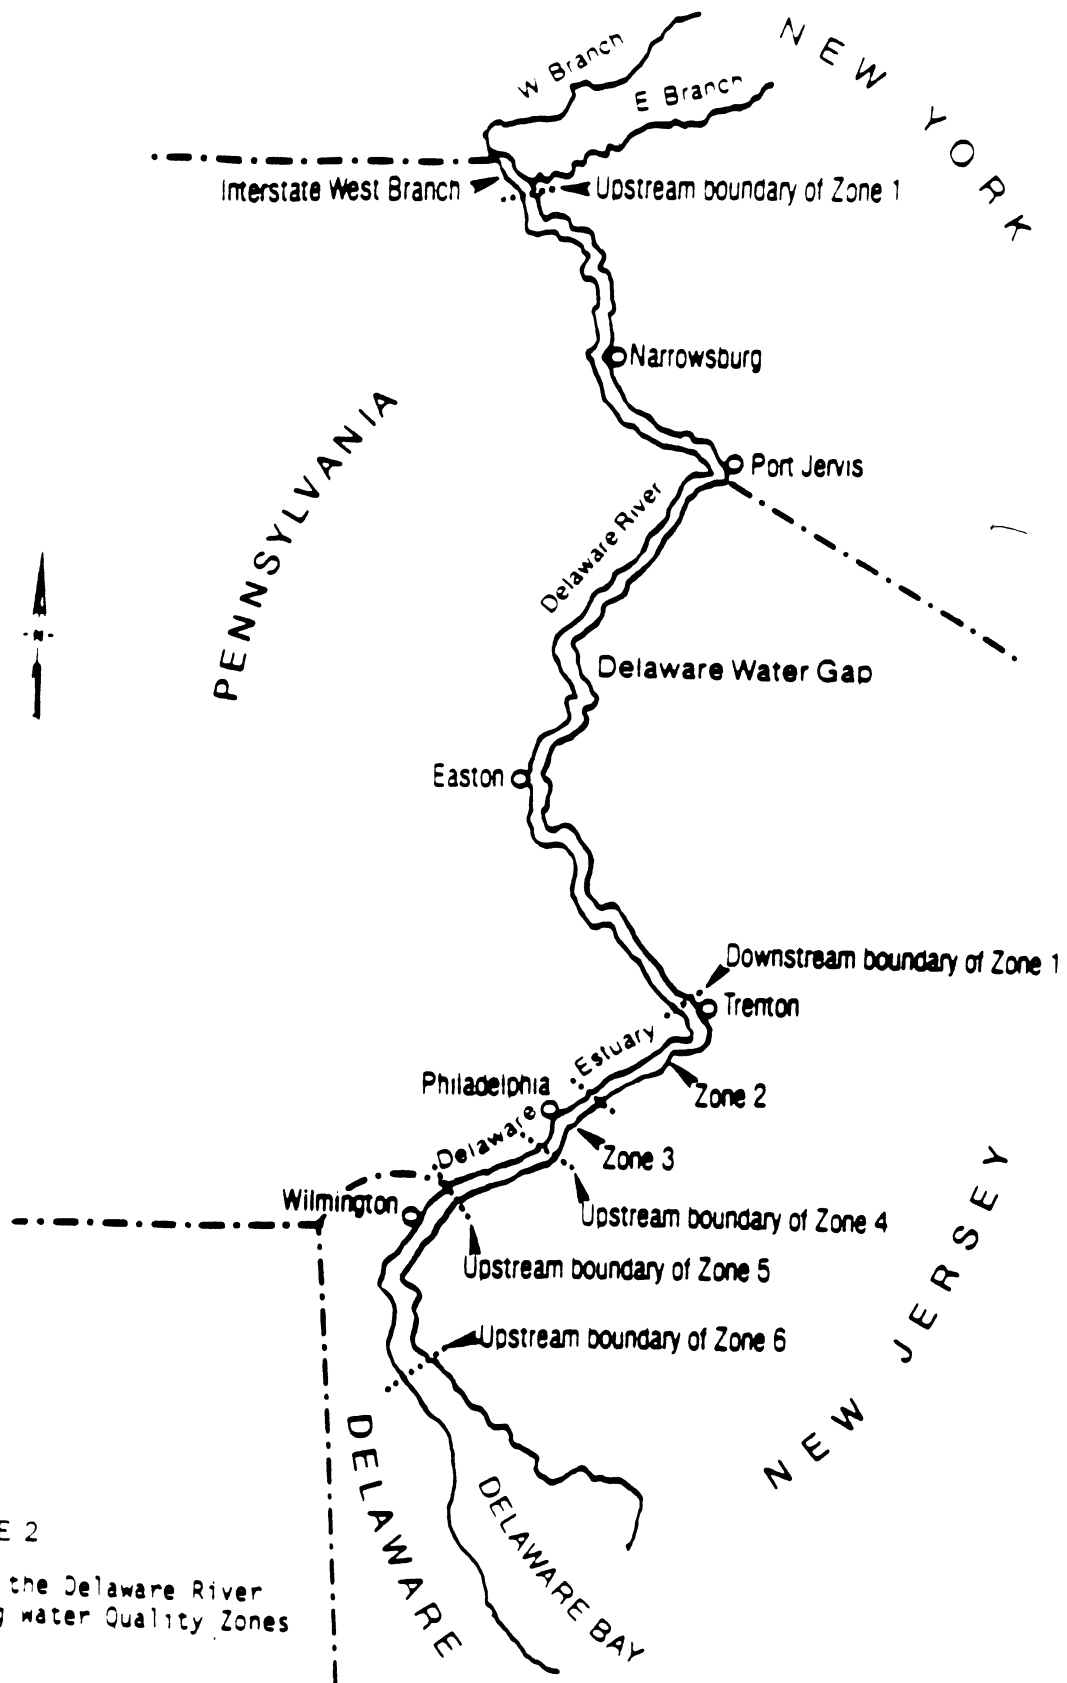 W Branch
E Branch
NEW YORK
Interstate West Branch
Upstream boundary of Zone 1
Narrowsburg
PENNSYLVANIA
Port Jervis
Delaware River
N
Delaware Water Gap
Easton
Downstream boundary of Zone 1
Trenton
Estuary
Philadelphia
Zone 2
Delaware
Zone 3
Wilmington
Upstream boundary of Zone 4
Upstream boundary of Zone 5
Upstream boundary of Zone 6
NEW JERSEY
DELAWARE
DELAWARE BAY
E 2
the Delaware River
g water Quality Zones